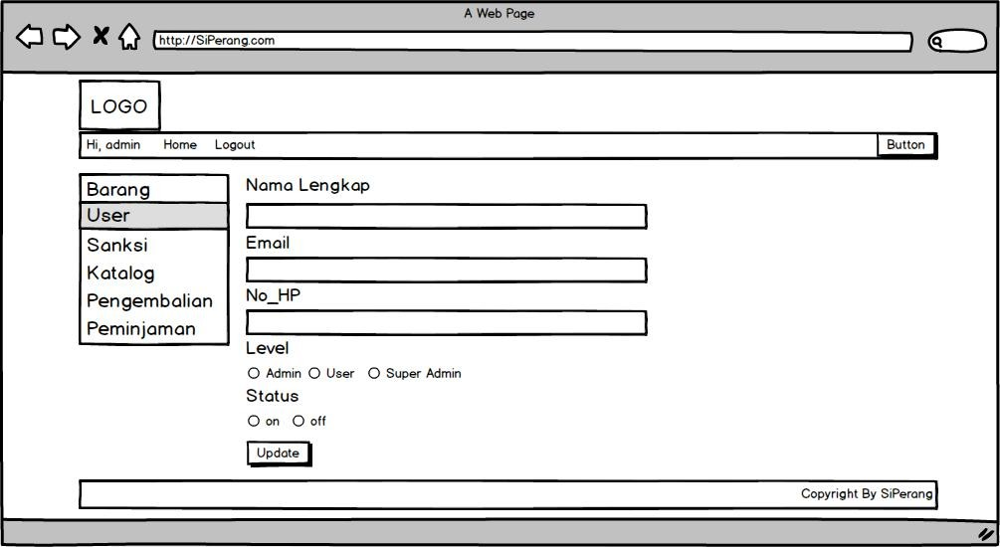 A Web Page
http://SiPerang.com
LOGO
Hi, admin Home Logout Button
Barang
User
Sanksi
Katalog
Pengembalian
Peminjaman
Nama Lengkap
Email
No_HP
Level
Admin User Super Admin
Status
on off
Update
Copyright By SiPerang